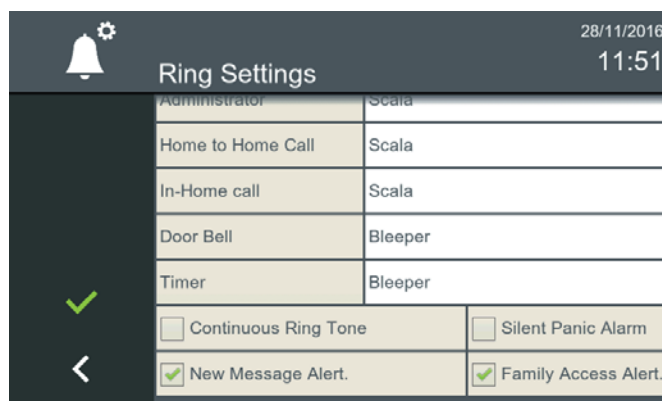 28/11/2016
11:51
Ring Settings
Administrator Scala
Home to Home Call Scala
In-Home call Scala
Door Bell Bleeper
Timer Bleeper
Continuous Ring Tone Silent Panic Alarm
New Message Alert. Family Access Alert.